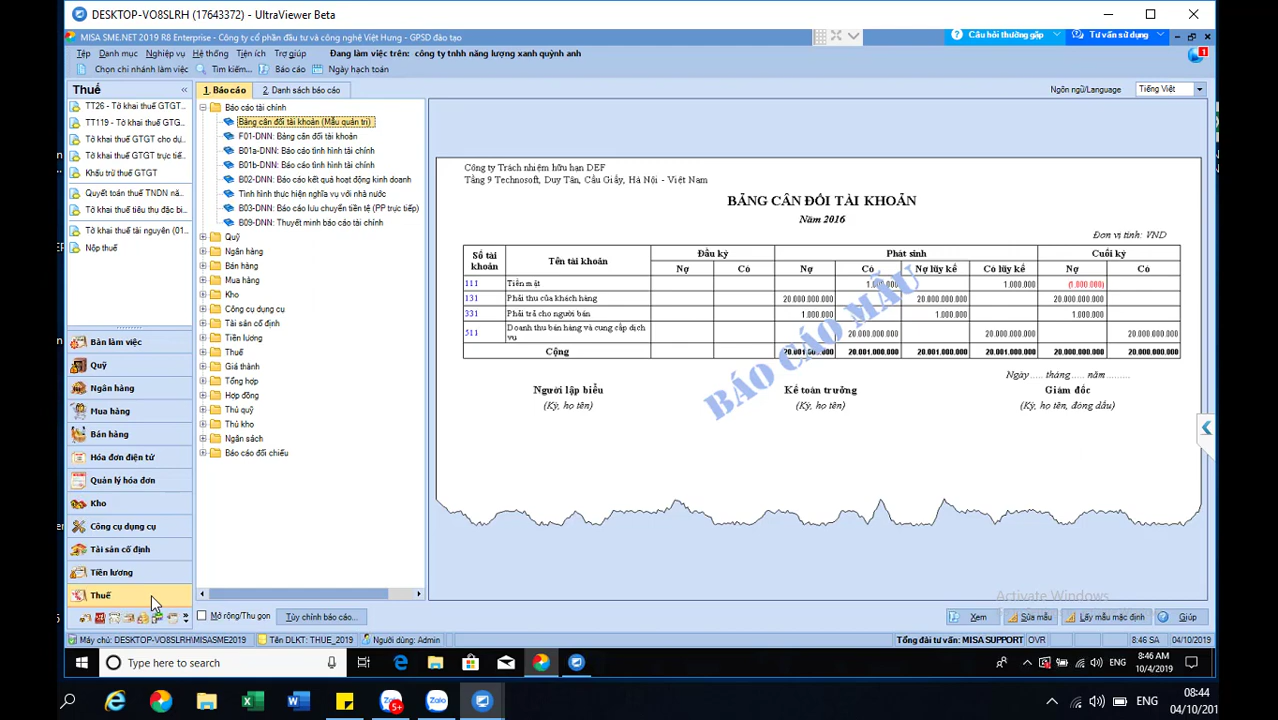 DESKTOP-VO8SLRH (17643372) - UltraViewer Beta
MISA SME.NET 2019 R8 Enterprise - Công ty cổ phần đầu tư và công nghệ Việt Hưng - GPSD đào tạo
Câu hỏi thường gặp
Tư vấn sử dụng
Tệp Danh mục Nghiệp vụ Hệ thống Tiện ích Trợ giúp Đang làm việc trên: công ty tnhh năng lượng xanh quỳnh anh
1
Chọn chi nhánh làm việc Tìm kiếm... Báo cáo Ngày hạch toán
Thuế
1. Báo cáo
2. Danh sách báo cáo
Ngôn ngữ/Language
Tiếng Việt
TT26 - Tờ khai thuế GTGT...
TT119 - Tờ khai thuế GTG...
Tờ khai thuế GTGT cho dự...
Tờ khai thuế GTGT trực tiế...
Khấu trừ thuế GTGT
Quyết toán thuế TNDN nă...
Tờ khai thuế tiêu thụ đặc bi...
Tờ khai thuế tài nguyên (01...
Nộp thuế
Bàn làm việc
Quỹ
Ngân hàng
Mua hàng
Bán hàng
Hóa đơn điện tử
Quản lý hóa đơn
Kho
Công cụ dụng cụ
Tài sản cố định
Tiền lương
Thuế
Báo cáo tài chính
Bảng cân đối tài khoản (Mẫu quản trị)
F01-DNN: Bảng cân đối tài khoản
B01a-DNN: Báo cáo tình hình tài chính
B01b-DNN: Báo cáo tình hình tài chính
B02-DNN: Báo cáo kết quả hoạt động kinh doanh
Tình hình thực hiện nghĩa vụ với nhà nước
B03-DNN: Báo cáo lưu chuyển tiền tệ (PP trực tiếp)
B09-DNN: Thuyết minh báo cáo tài chính
Quỹ
Ngân hàng
Bán hàng
Mua hàng
Kho
Công cụ dụng cụ
Tài sản cố định
Tiền lương
Thuế
Giá thành
Tổng hợp
Hợp đồng
Thủ quỹ
Thủ kho
Ngân sách
Báo cáo đối chiếu
Công ty Trách nhiệm hữu hạn DEF
Tầng 9 Technosoft, Duy Tân, Cầu Giấy, Hà Nội - Việt Nam
BẢNG CÂN ĐỐI TÀI KHOẢN
Năm 2016
Đơn vị tính: VND
Số tài khoản Tên tài khoản Đầu kỳ Phát sinh Cuối kỳ
Nợ Có Nợ Có Nợ lũy kế Có lũy kế Nợ Có
111 Tiền mặt 1.000.000 1.000.000 (1.000.000)
131 Phải thu của khách hàng 20.000.000.000 20.000.000.000 20.000.000.000
331 Phải trả cho người bán 1.000.000 1.000.000 1.000.000
511 Doanh thu bán hàng và cung cấp dịch vụ 20.000.000.000 20.000.000.000 20.000.000.000
Cộng 20.001.000.000 20.001.000.000 20.001.000.000 20.001.000.000 20.000.000.000 20.000.000.000
BÁO CÁO MẪU
Ngày ..... tháng ..... năm .........
Người lập biểu Kế toán trưởng Giám đốc
(Ký, họ tên) (Ký, họ tên) (Ký, họ tên, đóng dấu)
Activate Windows
Mở rộng/Thu gọn
Tùy chỉnh báo cáo...
Xem
Sửa mẫu
Lấy mẫu mặc định
Giúp
Máy chủ: DESKTOP-VO8SLRH\MISASME2019 Tên DLKT: THUE_2019 Người dùng: Admin Tổng đài tư vấn: MISA SUPPORT OVR 8:46 SA 04/10/2019
Type here to search
ENG
8:46 AM
10/4/2019
5+
Zalo
Zalo
ENG
08:44
04/10/201